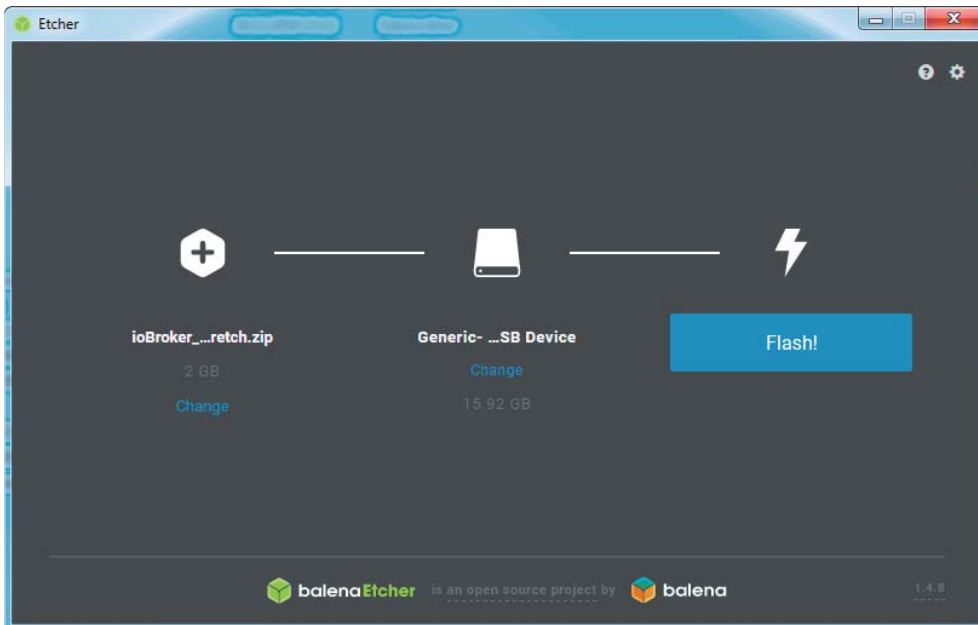 Etcher
ioBroker_...retch.zip
2 GB
Change
Generic- ...SB Device
Change
15.92 GB
Flash!
balenaEtcher is an open source project by balena
1.4.8